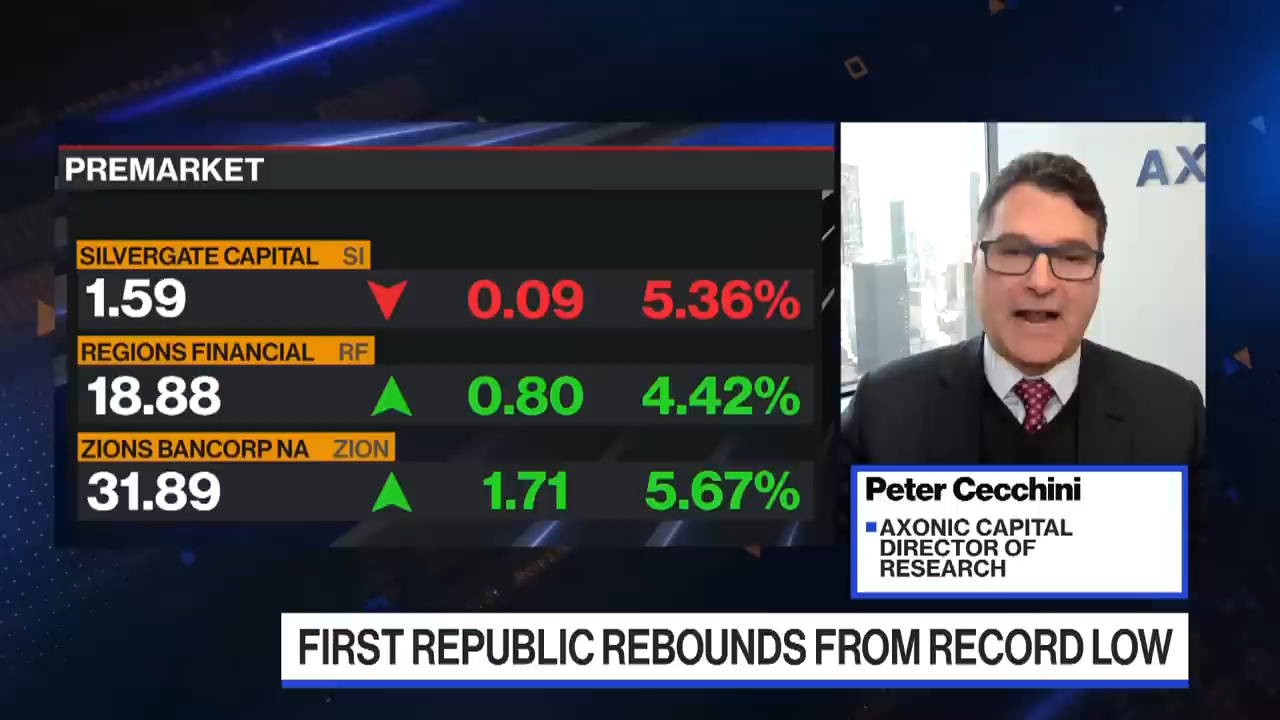 PREMARKET
SILVERGATE CAPITAL SI
1.59 ▼ 0.09 5.36%
REGIONS FINANCIAL RF
18.88 ▲ 0.80 4.42%
ZIONS BANCORP NA ZION
31.89 ▲ 1.71 5.67%
AX
Peter Cecchini
AXONIC CAPITAL
DIRECTOR OF
RESEARCH
FIRST REPUBLIC REBOUNDS FROM RECORD LOW